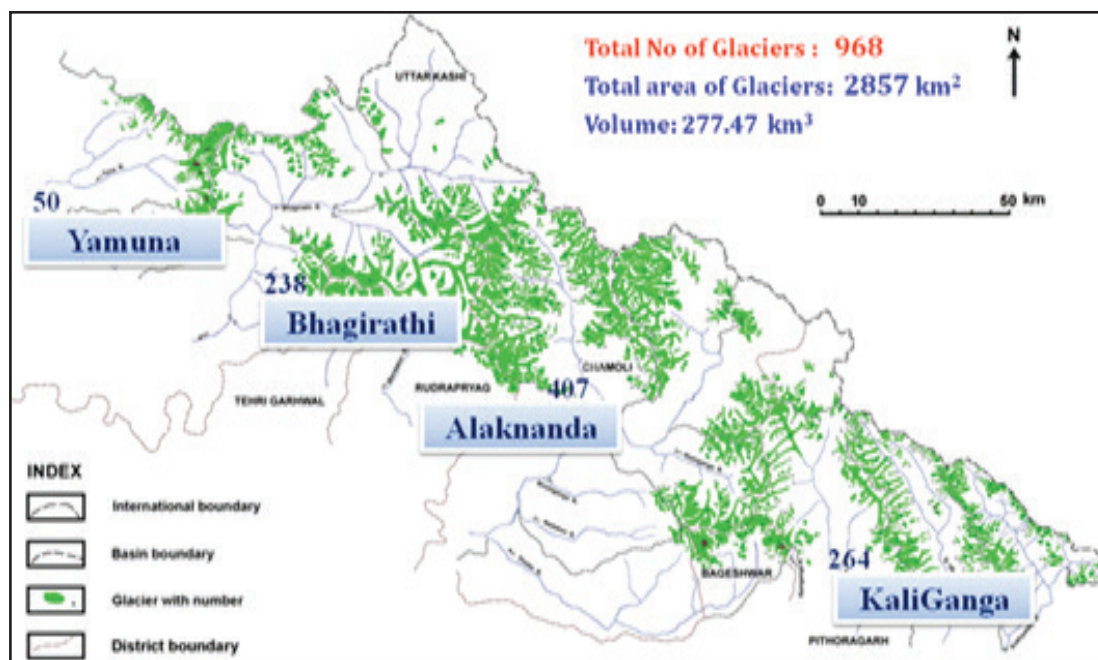 Total No of Glaciers : 968
Total area of Glaciers: 2857 km²
Volume: 277.47 km³
N
UTTAR KASHI
0 10 50 km
50
Yamuna
238
Bhagirathi
CHAMOLI
RUDRAPRYAG
407
TEHRI GARHWAL
Alaknanda
INDEX
International boundary
Basin boundary
Glacier with number
District boundary
BAGESHWAR
264
KaliGanga
PITHORAGARH